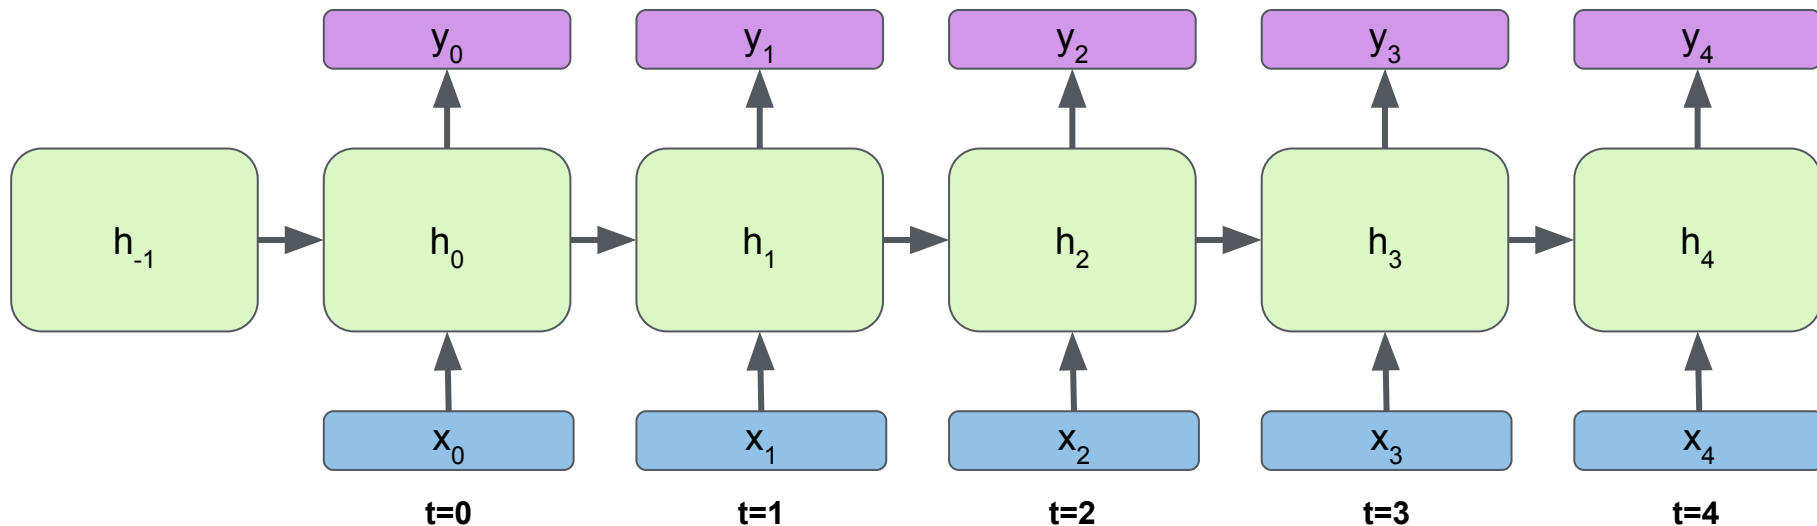 y₀ y₁ y₂ y₃ y₄
h₋₁ h₀ h₁ h₂ h₃ h₄
x₀ x₁ x₂ x₃ x₄
t=0 t=1 t=2 t=3 t=4